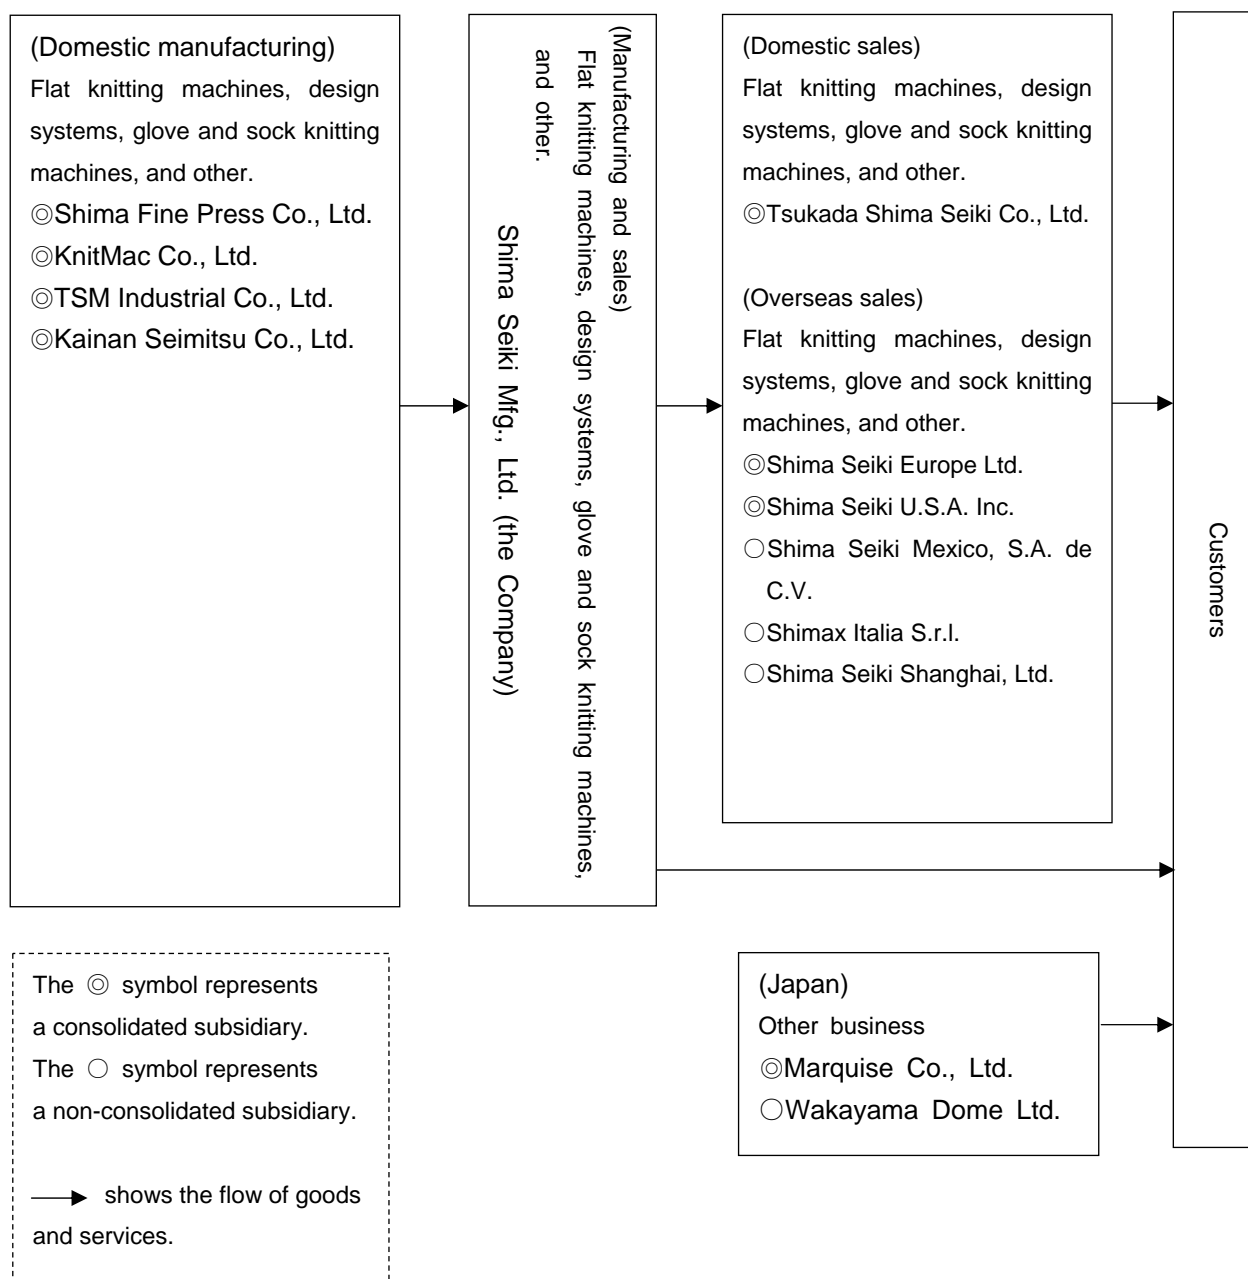 (Domestic manufacturing)
Flat knitting machines, design
systems, glove and sock knitting
machines, and other.
◎Shima Fine Press Co., Ltd.
◎KnitMac Co., Ltd.
◎TSM Industrial Co., Ltd.
◎Kainan Seimitsu Co., Ltd.
(Manufacturing and sales)
Flat knitting machines, design systems, glove and sock knitting machines,
and other.
Shima Seiki Mfg., Ltd. (the Company)
(Domestic sales)
Flat knitting machines, design
systems, glove and sock knitting
machines, and other.
◎Tsukada Shima Seiki Co., Ltd.
(Overseas sales)
Flat knitting machines, design
systems, glove and sock knitting
machines, and other.
◎Shima Seiki Europe Ltd.
◎Shima Seiki U.S.A. Inc.
○Shima Seiki Mexico, S.A. de
C.V.
○Shimax Italia S.r.l.
○Shima Seiki Shanghai, Ltd.
Customers
(Japan)
Other business
◎Marquise Co., Ltd.
○Wakayama Dome Ltd.
The ◎ symbol represents
a consolidated subsidiary.
The ○ symbol represents
a non-consolidated subsidiary.
shows the flow of goods
and services.